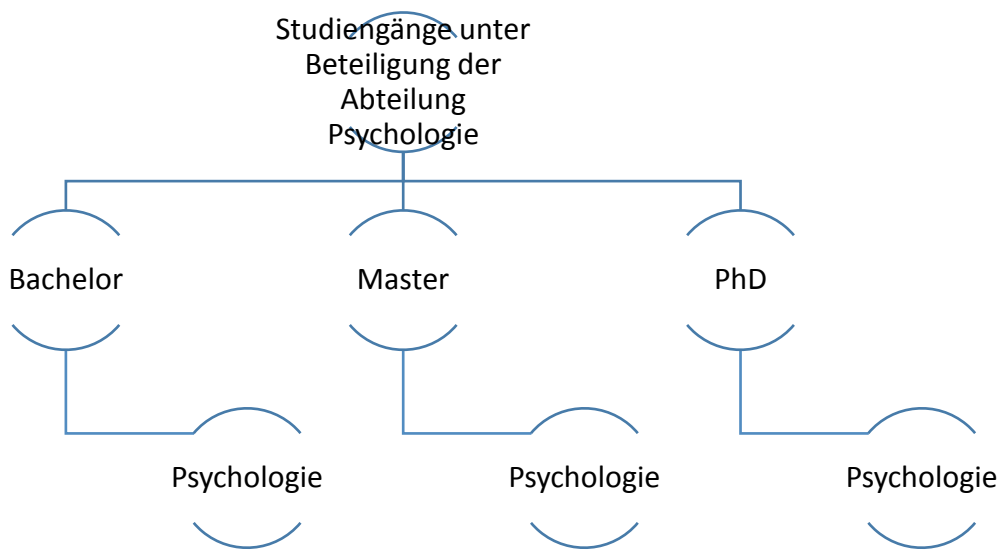 Studiengänge unter
Beteiligung der
Abteilung
Psychologie
Bachelor
Master
PhD
Psychologie
Psychologie
Psychologie